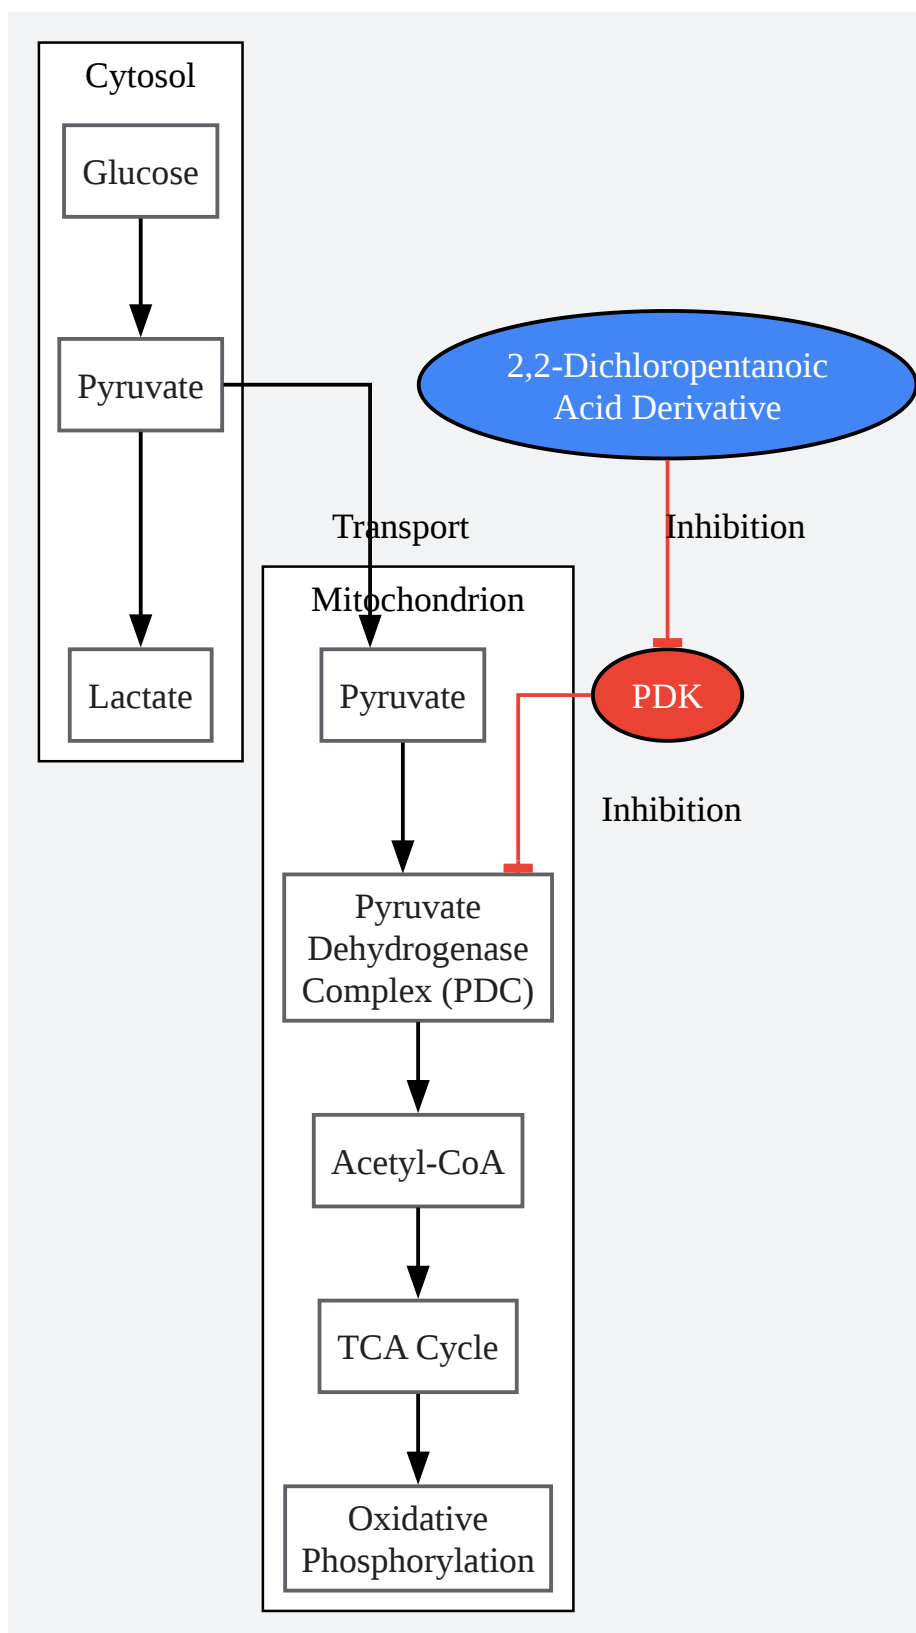 Cytosol
Glucose
Pyruvate
Lactate
2,2-Dichloropentanoic
Acid Derivative
Transport
Inhibition
Mitochondrion
Pyruvate
PDK
Inhibition
Pyruvate
Dehydrogenase
Complex (PDC)
Acetyl-CoA
TCA Cycle
Oxidative
Phosphorylation